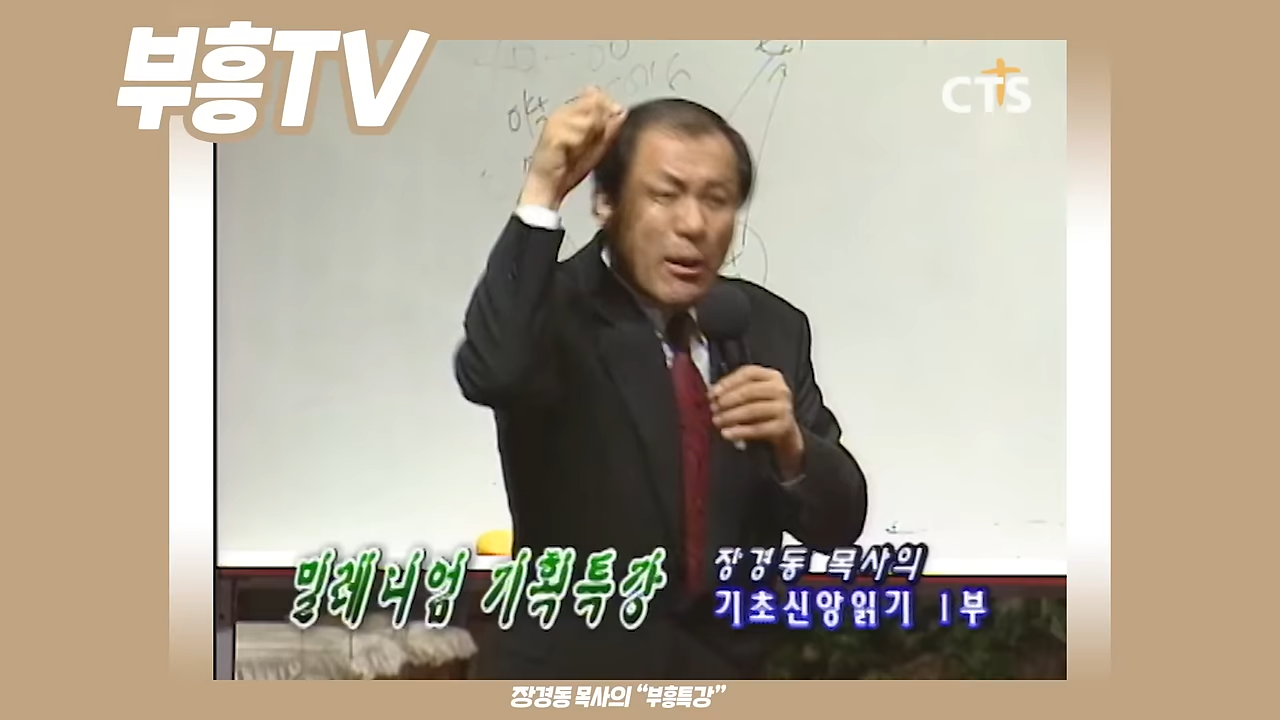 부흥TV
CTS
밀레니엄 기획특강
장경동 목사의
기초신앙읽기 1부
장경동 목사의 “부흥특강”